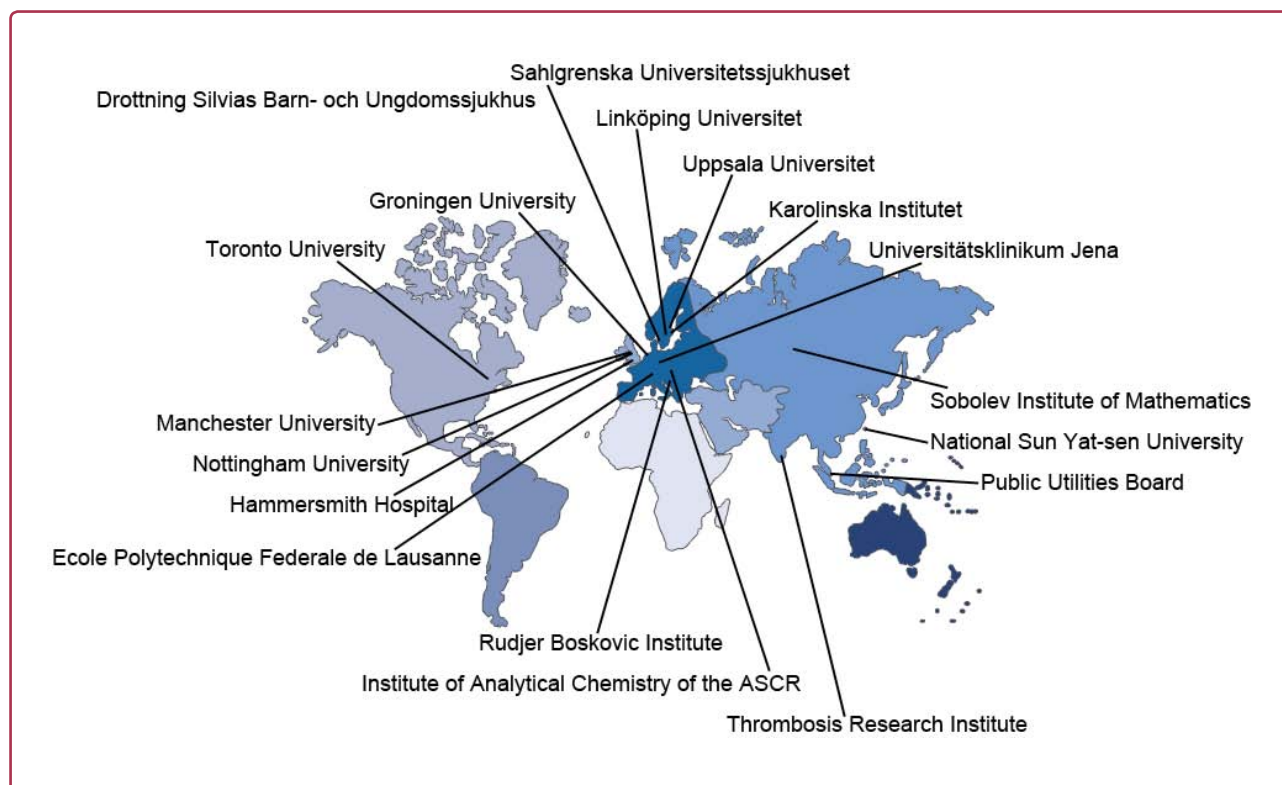 Sahlgrenska Universitetssjukhuset
Drottning Silvias Barn- och Ungdomssjukhus
Linköping Universitet
Uppsala Universitet
Groningen University
Karolinska Institutet
Toronto University
Universitätsklinikum Jena
Sobolev Institute of Mathematics
Manchester University
National Sun Yat-sen University
Nottingham University
Public Utilities Board
Hammersmith Hospital
Ecole Polytechnique Federale de Lausanne
Rudjer Boskovic Institute
Institute of Analytical Chemistry of the ASCR
Thrombosis Research Institute